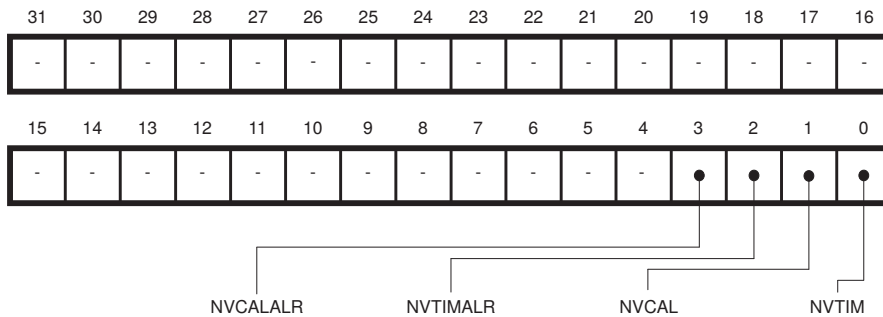 31 30 29 28 27 26 25 24 23 22 21 20 19 18 17 16
- - - - - - - - - - - - - - - -
15 14 13 12 11 10 9 8 7 6 5 4 3 2 1 0
- - - - - - - - - - - -
NVCALALR NVTIMALR NVCAL NVTIM